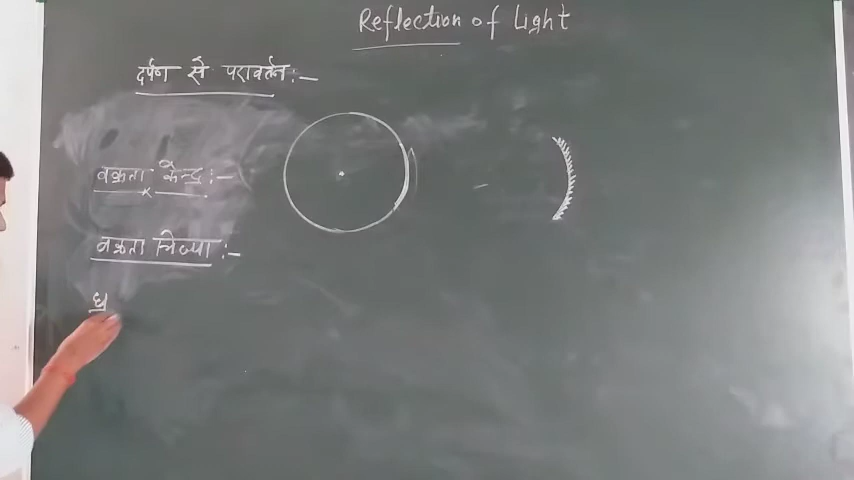 Reflection of Light
दर्पण से परावर्तन :-
वक्रता केन्द्र :-
वक्रता त्रिज्या :-
ध